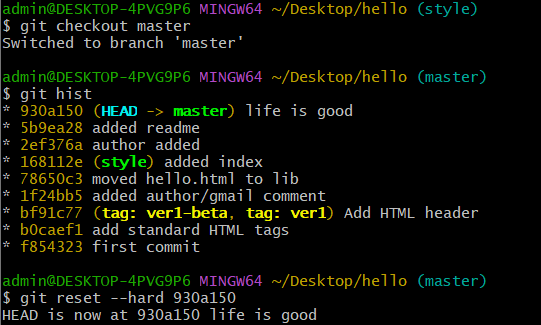 admin@DESKTOP-4PVG9P6 MINGW64 ~/Desktop/hello (style)
$ git checkout master
Switched to branch 'master'
admin@DESKTOP-4PVG9P6 MINGW64 ~/Desktop/hello (master)
$ git hist
* 930a150 (HEAD -> master) life is good
* 5b9ea28 added readme
* 2ef376a author added
* 168112e (style) added index
* 78650c3 moved hello.html to lib
* 1f24bb5 added author/gmail comment
* bf91c77 (tag: ver1-beta, tag: ver1) Add HTML header
* b0caef1 add standard HTML tags
* f854323 first commit
admin@DESKTOP-4PVG9P6 MINGW64 ~/Desktop/hello (master)
$ git reset --hard 930a150
HEAD is now at 930a150 life is good